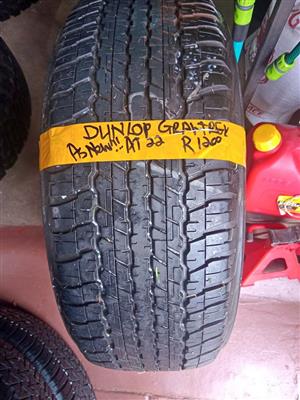 DUNLOP GRANTREK
As New!! AT 22 R1200